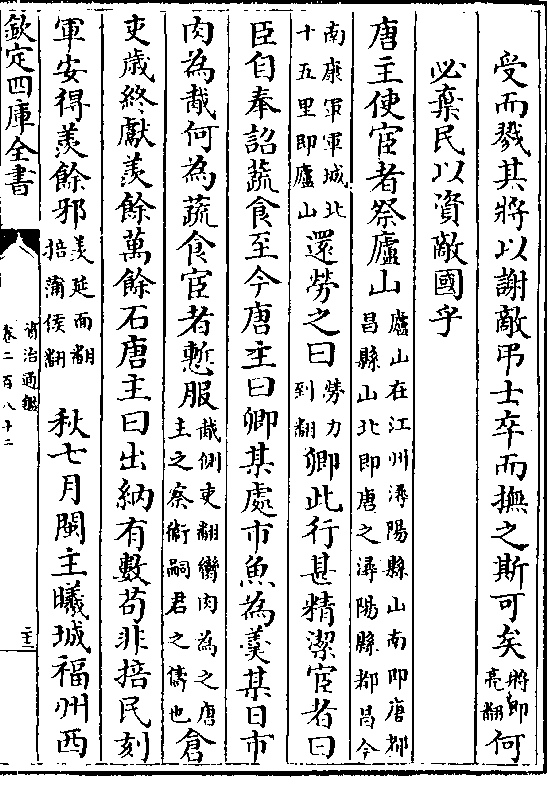 受而戮其將以謝敵弔士卒而撫之斯可矣將即亮翻何
必棄民以資敵國乎
唐主使宦者祭廬山廬山在江州潯陽縣山南即唐都昌縣山北即唐之潯陽縣都昌今
南康軍軍城北十五里即廬山還勞之曰勞力到翻卿此行甚精潔宦者曰
臣自奉詔蔬食至今唐主曰卿某處市魚為羮某日市
肉為胾何為蔬食宦者慙服胾側吏翻臠肉為之唐主之察衞嗣君之儔也倉
吏歲終獻羨餘萬餘石唐主曰出納有數苟非掊民刻
軍安得羨餘邪羨延面翻掊蒲侯翻 秋七月閩主曦城福州西
欽定四庫全書
資治通鑑
卷二百八十二